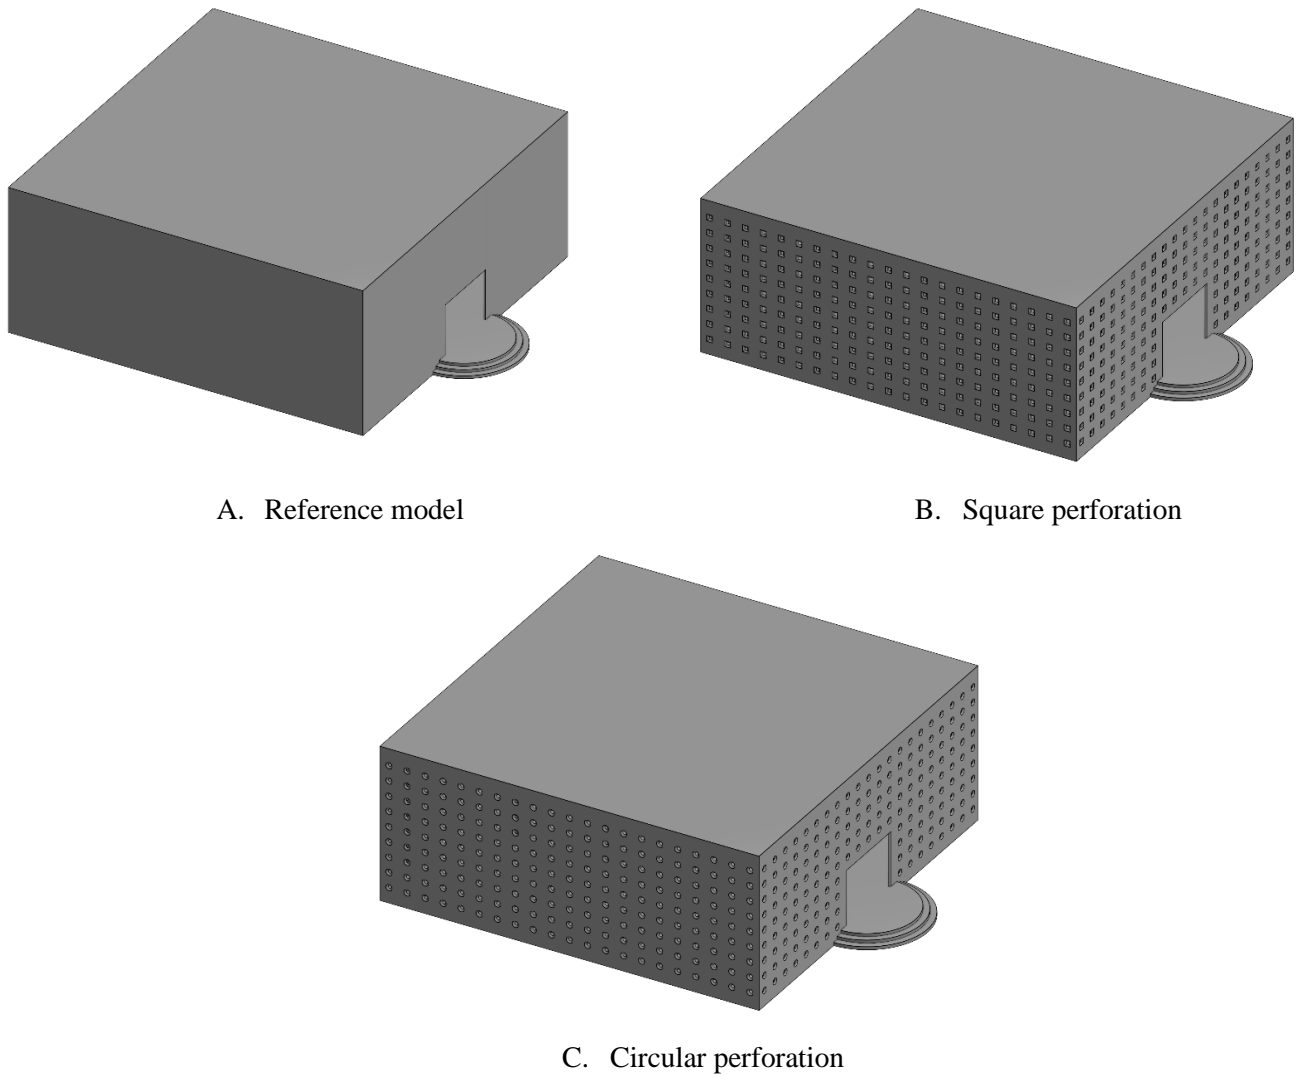 A. Reference model
B. Square perforation
C. Circular perforation